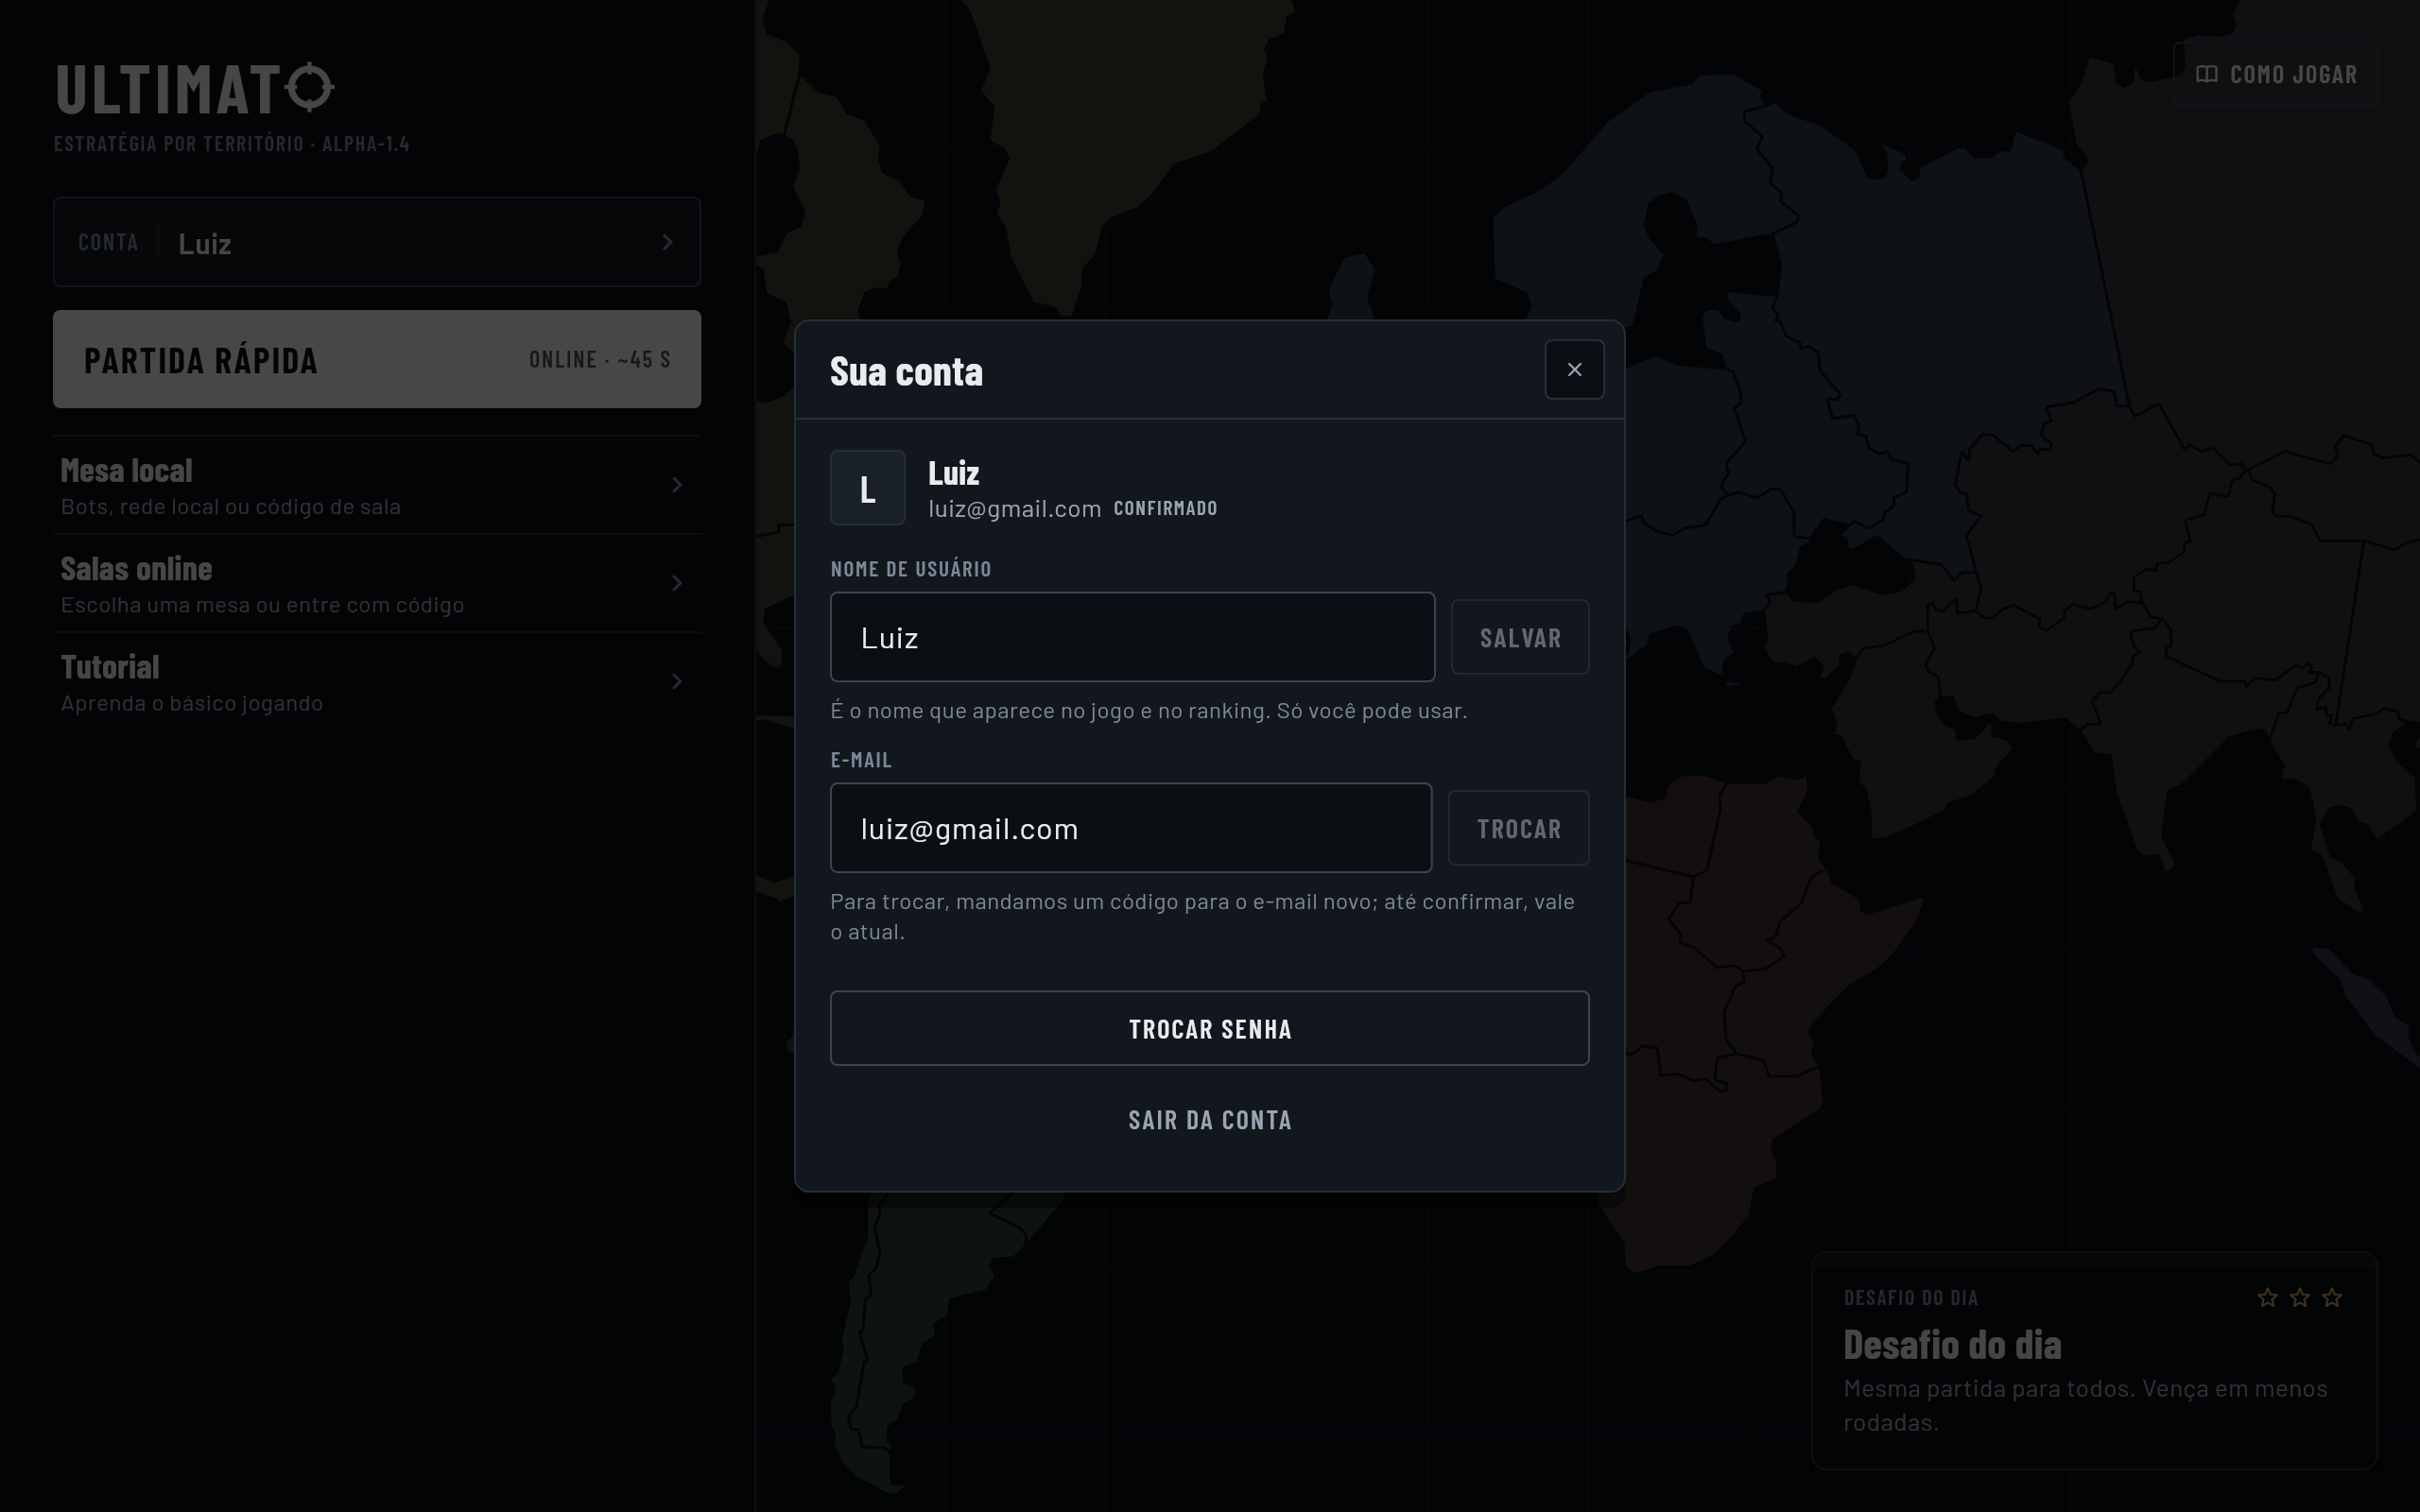 ULTIMATO
COMO JOGAR
ESTRATÉGIA POR TERRITÓRIO · ALPHA-1.4
CONTA Luiz
PARTIDA RÁPIDA ONLINE · ~45 S
Mesa local
Bots, rede local ou código de sala
Salas online
Escolha uma mesa ou entre com código
Tutorial
Aprenda o básico jogando
Sua conta
L
Luiz
luiz@gmail.com CONFIRMADO
NOME DE USUÁRIO
Luiz
SALVAR
É o nome que aparece no jogo e no ranking. Só você pode usar.
E-MAIL
luiz@gmail.com
TROCAR
Para trocar, mandamos um código para o e-mail novo; até confirmar, vale
o atual.
TROCAR SENHA
SAIR DA CONTA
DESAFIO DO DIA
Desafio do dia
Mesma partida para todos. Vença em menos
rodadas.